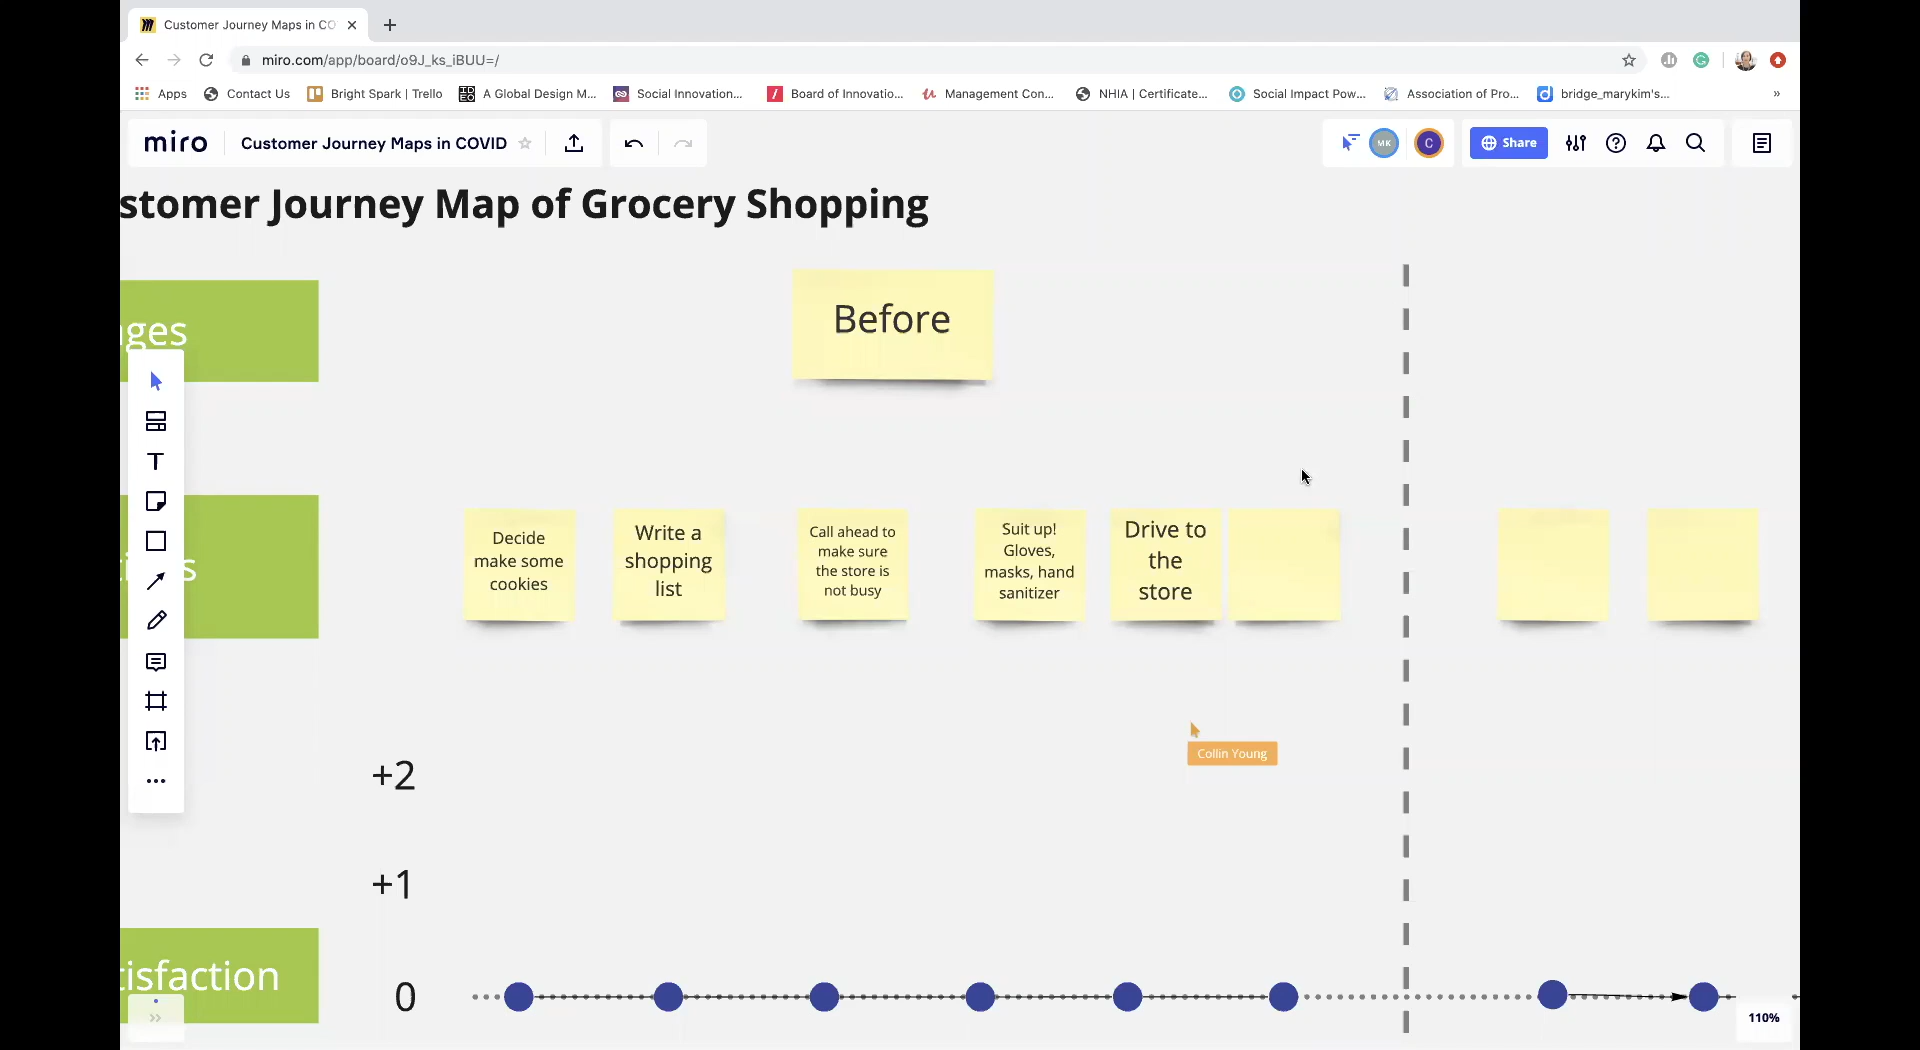 Customer Journey Maps in CO
miro.com/app/board/o9J_ks_iBUU=/
Apps
Contact Us
Bright Spark | Trello
A Global Design M...
Social Innovation...
Board of Innovatio...
Management Con...
NHIA | Certificate...
Social Impact Pow...
Association of Pro...
bridge_marykim's...
»
miro
Customer Journey Maps in COVID
MK
C
Share
stomer Journey Map of Grocery Shopping
ages
Before
Decide
make some
cookies
Write a
shopping
list
Call ahead to
make sure
the store is
not busy
Suit up!
Gloves,
masks, hand
sanitizer
Drive to
the
store
Collin Young
+2
+1
tisfaction
0
110%